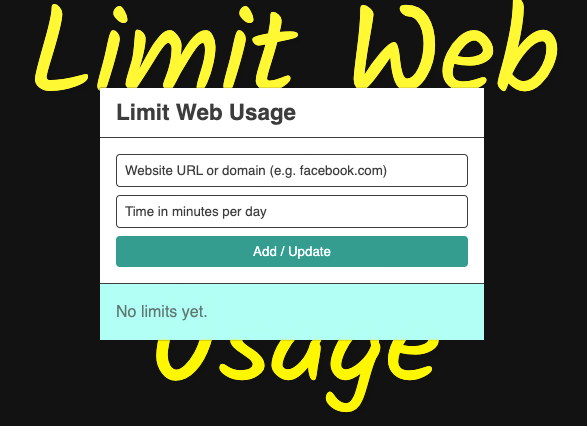 Limit Web
Limit Web Usage
Website URL or domain (e.g. facebook.com)
Time in minutes per day
Add / Update
No limits yet.
Usage